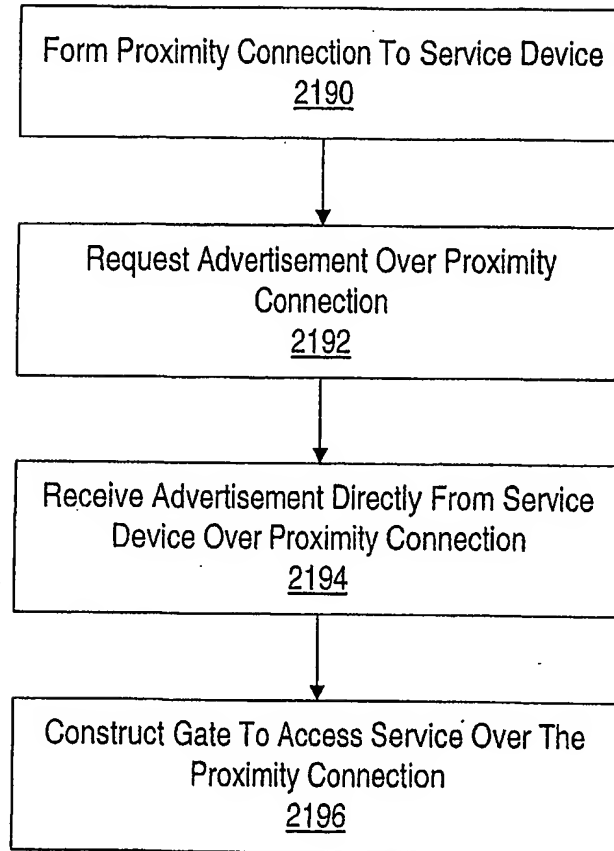 Form Proximity Connection To Service Device
2190
Request Advertisement Over Proximity
Connection
2192
Receive Advertisement Directly From Service
Device Over Proximity Connection
2194
Construct Gate To Access Service Over The
Proximity Connection
2196